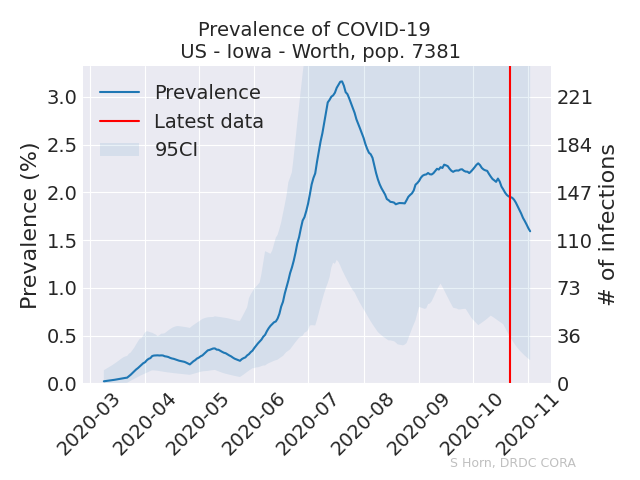 Prevalence of COVID-19
US - Iowa - Worth, pop. 7381
Prevalence
Latest data
95CI
Prevalence (%)
3.0
2.5
2.0
1.5
1.0
0.5
0.0
221
184
147
110
73
36
0
# of infections
2020-03
2020-04
2020-05
2020-06
2020-07
2020-08
2020-09
2020-10
2020-11
S Horn, DRDC CORA